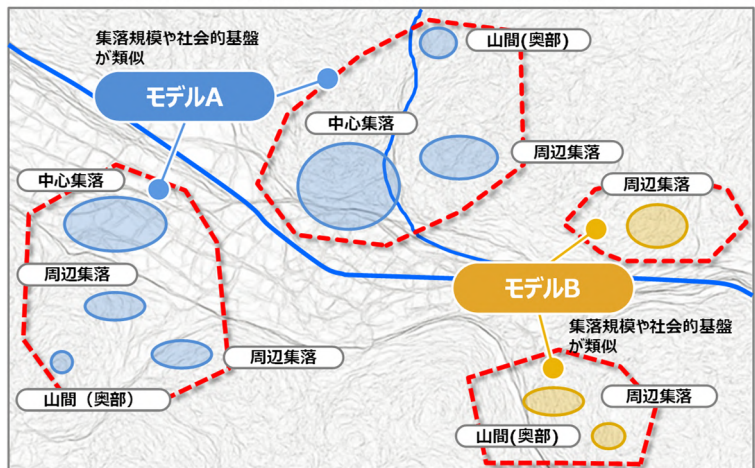 集落規模や社会的基盤
が類似
山間(奥部)
モデルA
中心集落
周辺集落
中心集落
周辺集落
周辺集落
モデルB
集落規模や社会的基盤
が類似
周辺集落
山間（奥部）
周辺集落
山間(奥部)